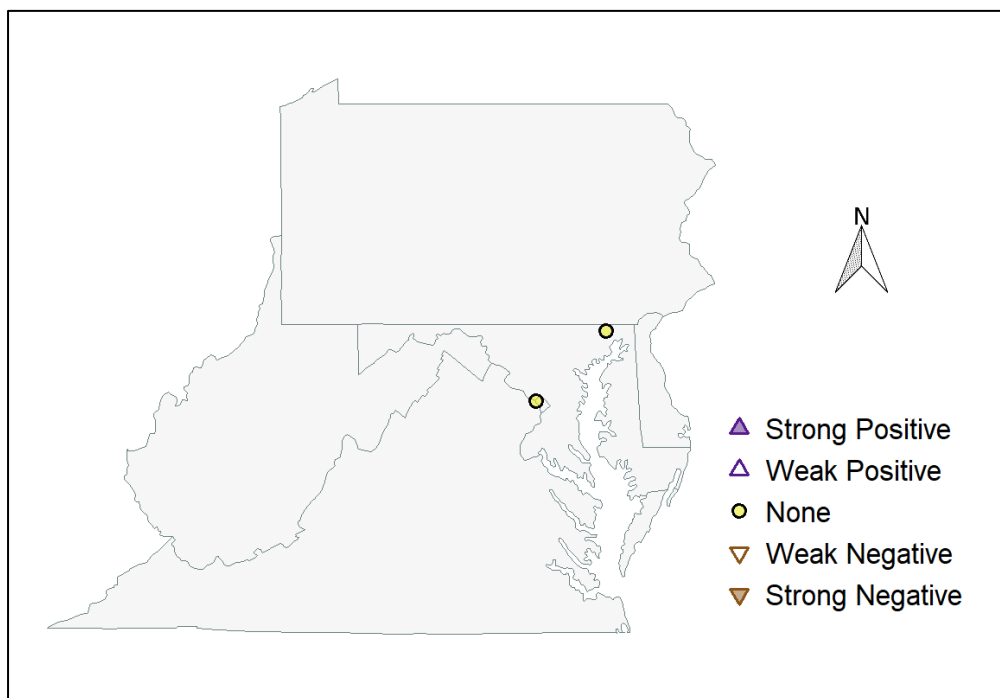 N
Strong Positive
Weak Positive
None
Weak Negative
Strong Negative